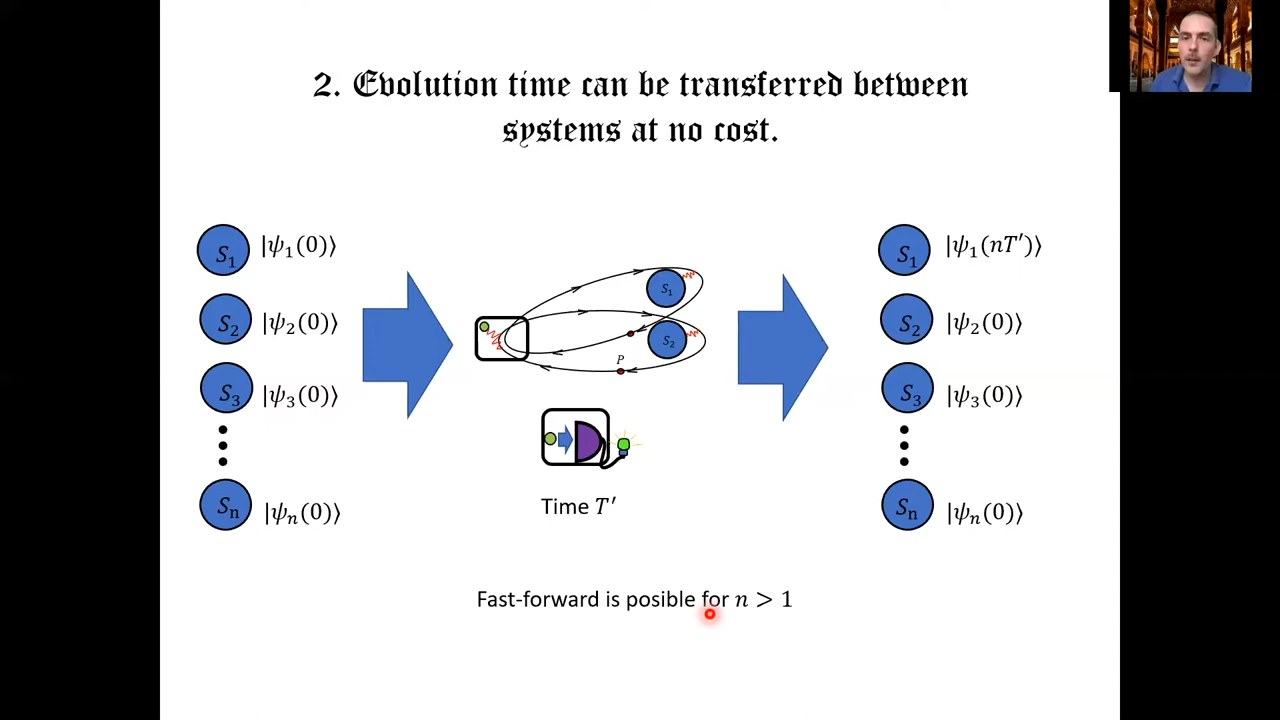 2. Evolution time can be transferred between
systems at no cost.
S₁ |ψ₁(0)⟩
S₂ |ψ₂(0)⟩
S₃ |ψ₃(0)⟩
Sₙ |ψₙ(0)⟩
S₁
S₂
P
Time T′
S₁ |ψ₁(nT′)⟩
S₂ |ψ₂(0)⟩
S₃ |ψ₃(0)⟩
Sₙ |ψₙ(0)⟩
Fast-forward is posible for n > 1